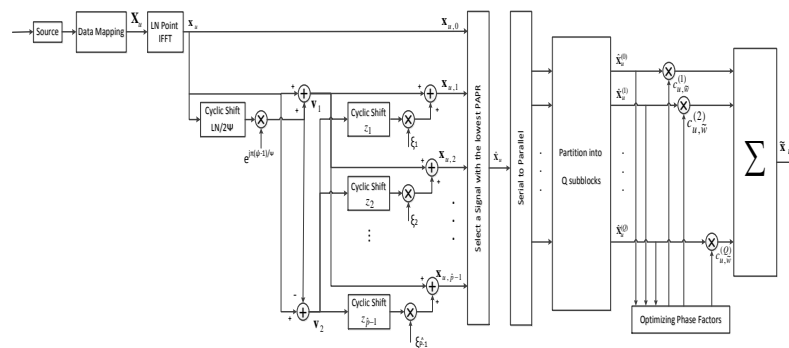 Source
Data Mapping
X_u
LN Point
IFFT
x_u
x_{u,0}
Cyclic Shift
LN/2Ψ
e^{jπ(ψ-1)/Ψ}
+
+
-
+
v_1
v_2
Cyclic Shift
z_1
ξ_1
+
+
x_{u,1}
Cyclic Shift
z_2
ξ_2
+
+
x_{u,2}
Cyclic Shift
z_{p̂-1}
ξ_{p̂-1}
+
+
x_{u,p̂-1}
Select a Signal with the lowest PAPR
x̂_u
Serial to Parallel
Partition into
Q subblocks
x̂_u^{(0)}
x̂_u^{(1)}
x̂_u^{(Q)}
c_{u,w̃}^{(1)}
c_{u,w̃}^{(2)}
c_{u,w̃}^{(Q)}
Optimizing Phase Factors
∑